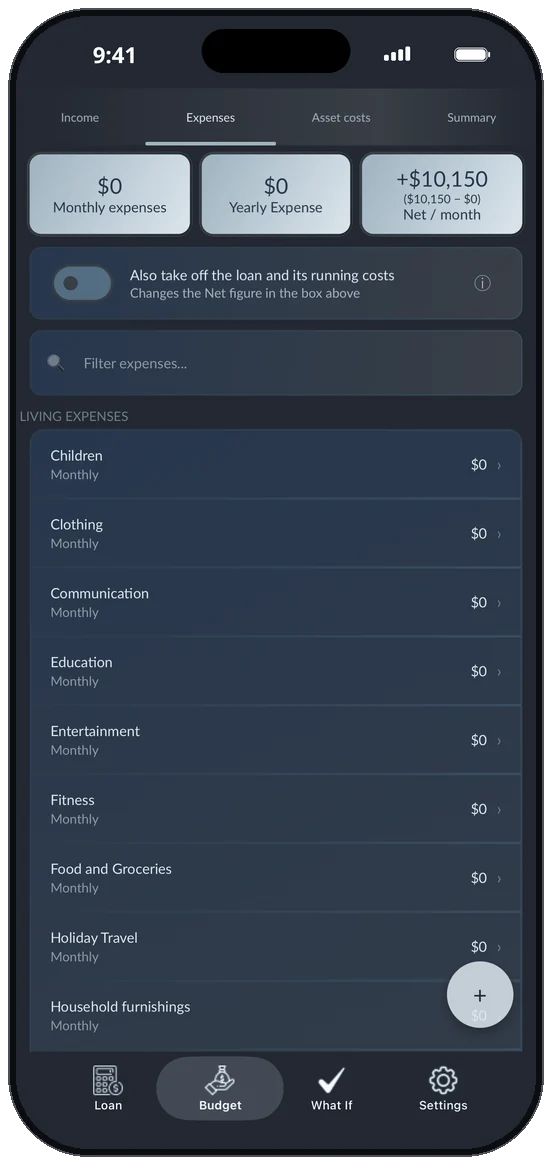 9:41
Income
Expenses
Asset costs
Summary
$0
Monthly expenses
$0
Yearly Expense
+$10,150
($10,150 – $0)
Net / month
Also take off the loan and its running costs
Changes the Net figure in the box above
ⓘ
Filter expenses...
LIVING EXPENSES
Children
Monthly
$0 ›
Clothing
Monthly
$0 ›
Communication
Monthly
$0 ›
Education
Monthly
$0 ›
Entertainment
Monthly
$0 ›
Fitness
Monthly
$0 ›
Food and Groceries
Monthly
$0 ›
Holiday Travel
Monthly
$0 ›
Household furnishings
Monthly
$0
+
Loan
Budget
What If
Settings